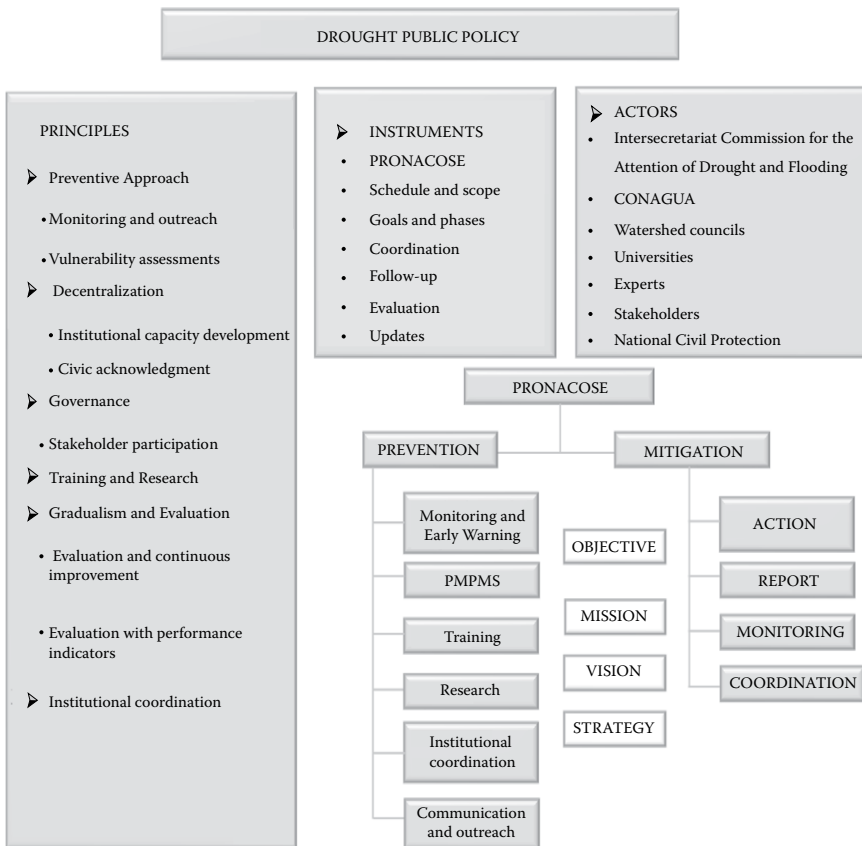 DROUGHT PUBLIC POLICY
PRINCIPLES
Preventive Approach
• Monitoring and outreach
• Vulnerability assessments
Decentralization
• Institutional capacity development
• Civic acknowledgment
Governance
• Stakeholder participation
Training and Research
Gradualism and Evaluation
• Evaluation and continuous
improvement
• Evaluation with performance
indicators
Institutional coordination
INSTRUMENTS
• PRONACOSE
• Schedule and scope
• Goals and phases
• Coordination
• Follow-up
• Evaluation
• Updates
ACTORS
• Intersecretariat Commission for the
Attention of Drought and Flooding
• CONAGUA
• Watershed councils
• Universities
• Experts
• Stakeholders
• National Civil Protection
PRONACOSE
PREVENTION
Monitoring and
Early Warning
PMPMS
Training
Research
Institutional
coordination
Communication
and outreach
OBJECTIVE
MISSION
VISION
STRATEGY
MITIGATION
ACTION
REPORT
MONITORING
COORDINATION